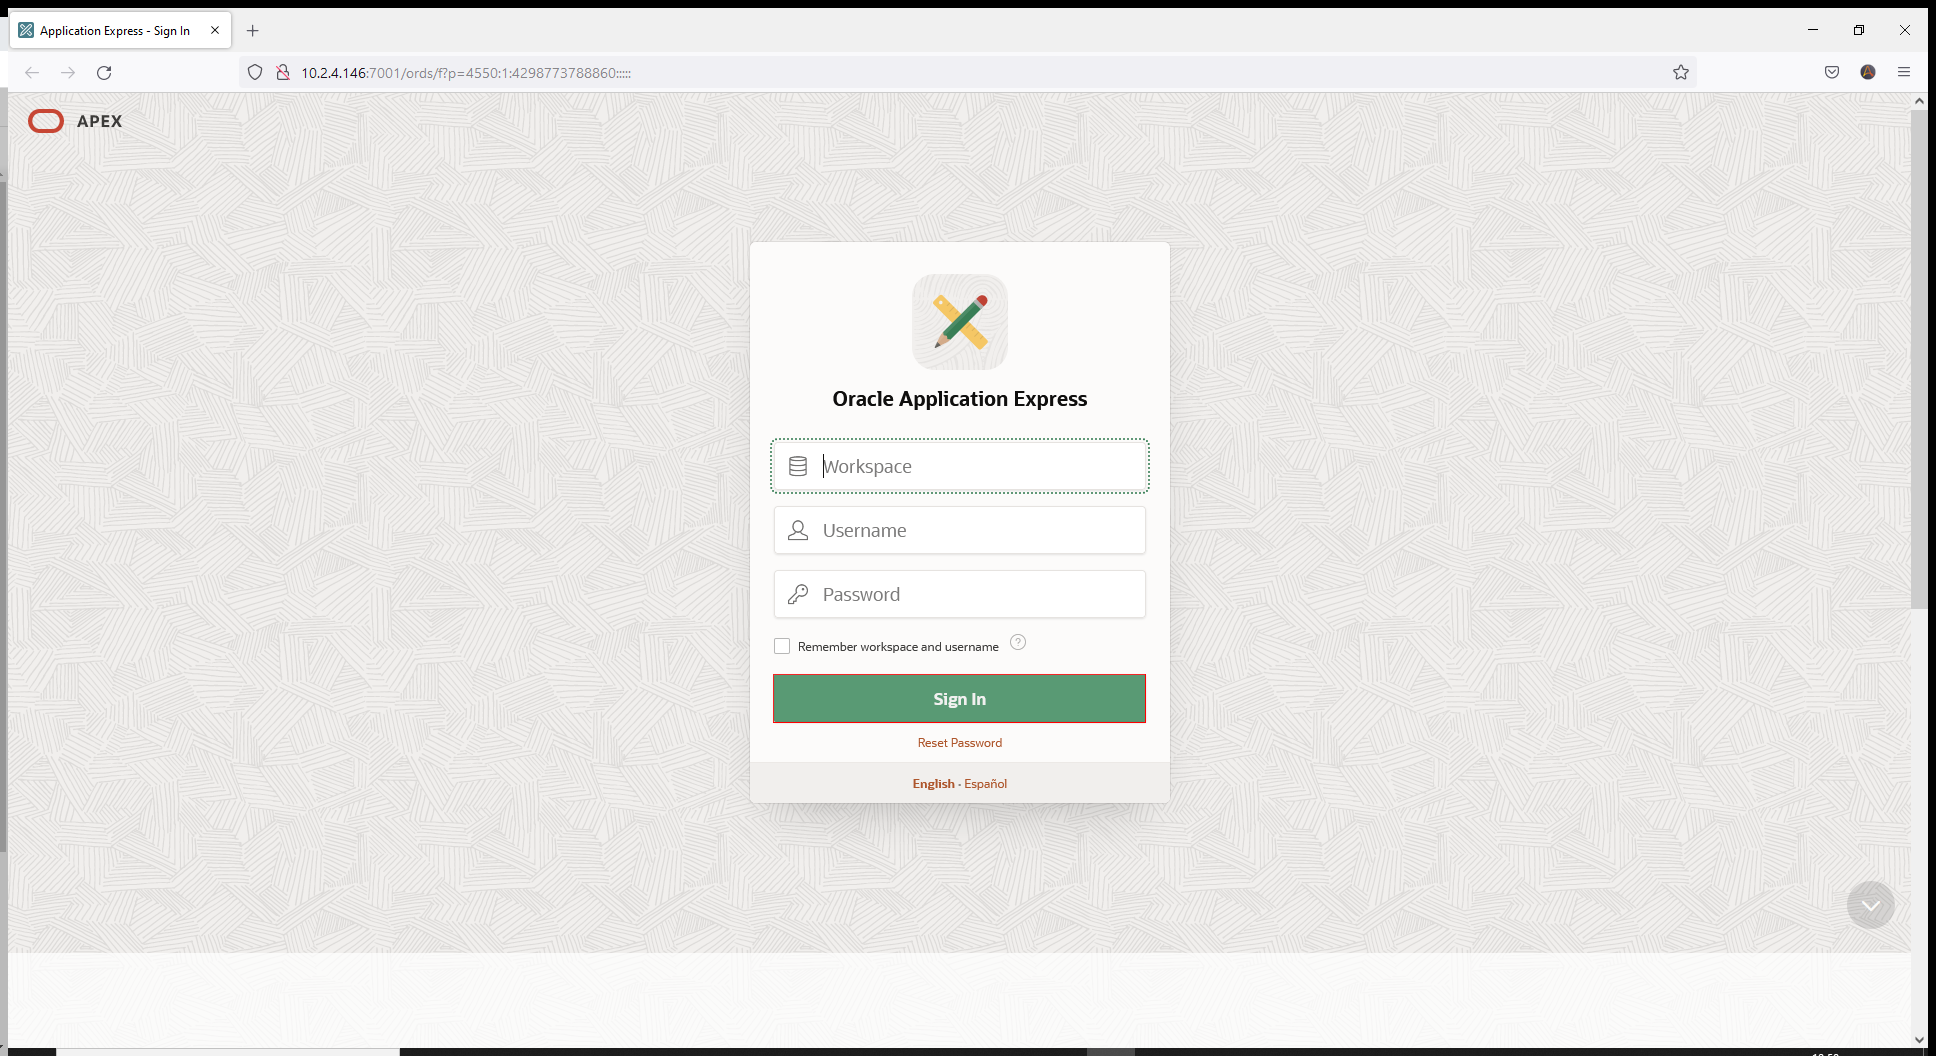 Application Express - Sign In
10.2.4.146:7001/ords/f?p=4550:1:4298773788860:::::
APEX
Oracle Application Express
Workspace
Username
Password
Remember workspace and username
Sign In
Reset Password
English - Español